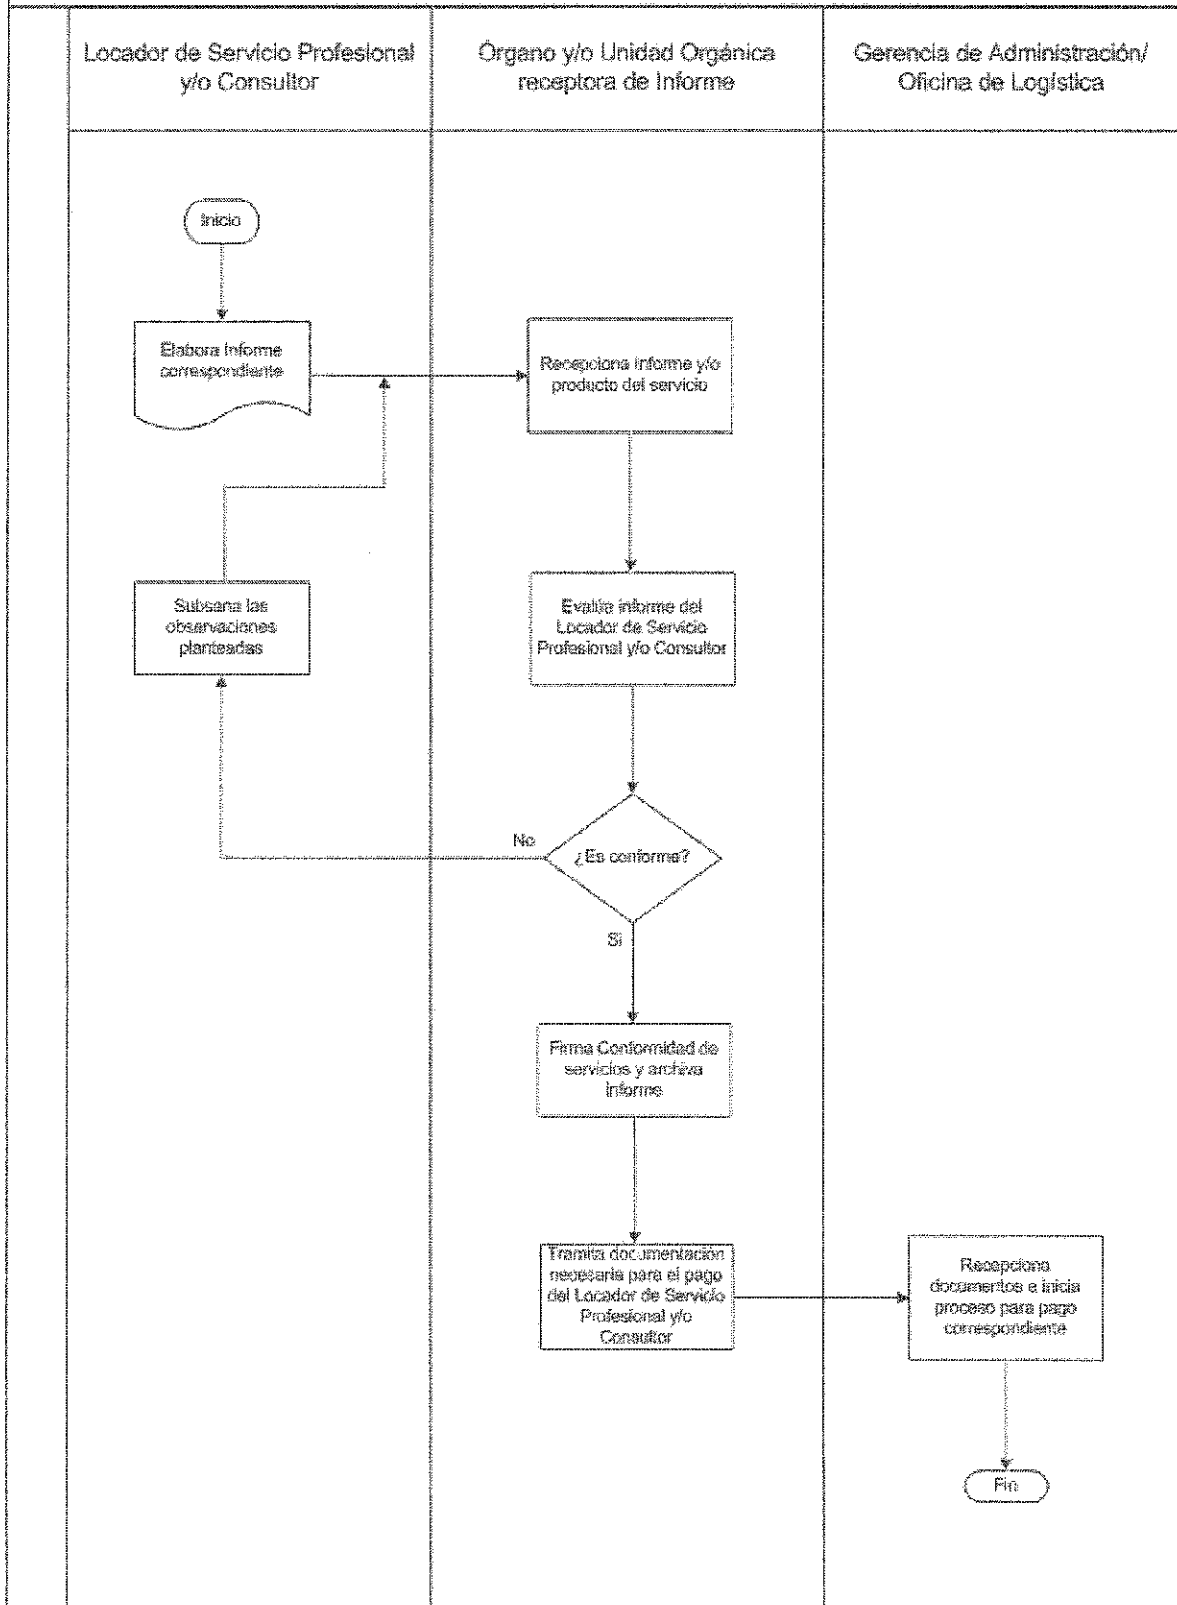 Locador de Servicio Profesional
y/o Consultor
Órgano y/o Unidad Orgánica
receptora de Informe
Gerencia de Administración/
Oficina de Logística
Inicio
Elabora Informe
correspondiente
Recepciona Informe y/o
producto del servicio
Subsana las
observaciones
planteadas
Evalúa informe del
Locador de Servicio
Profesional y/o Consultor
No
¿Es conforme?
Si
Firma Conformidad de
servicios y archiva
Informe
Tramita documentación
necesaria para el pago
del Locador de Servicio
Profesional y/o
Consultor
Recepciona
documentos e inicia
proceso para pago
correspondiente
Fin